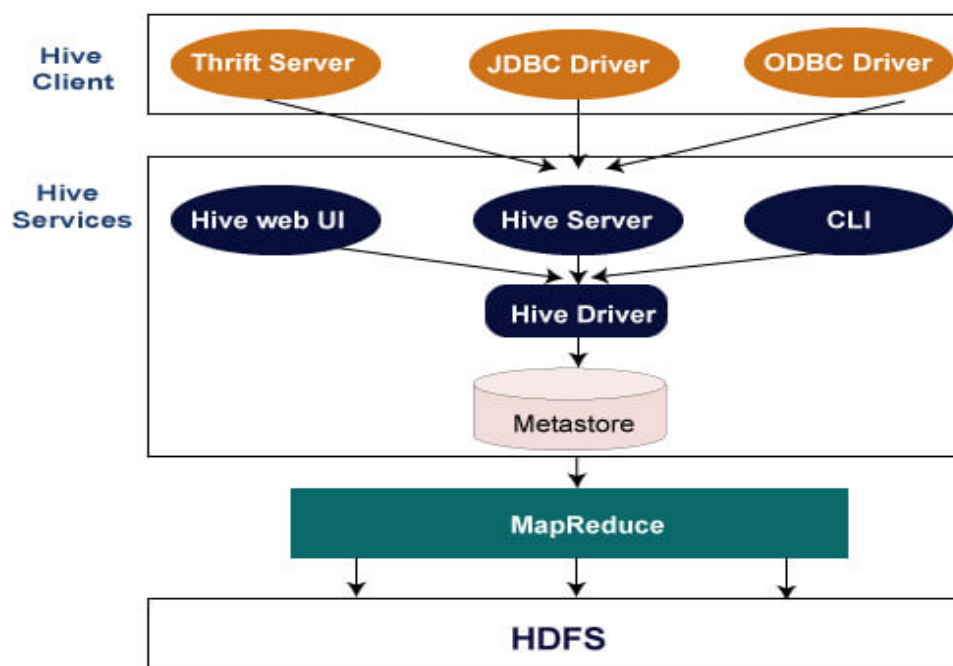 Hive
Client
Thrift Server
JDBC Driver
ODBC Driver
Hive
Services
Hive web UI
Hive Server
CLI
Hive Driver
Metastore
MapReduce
HDFS